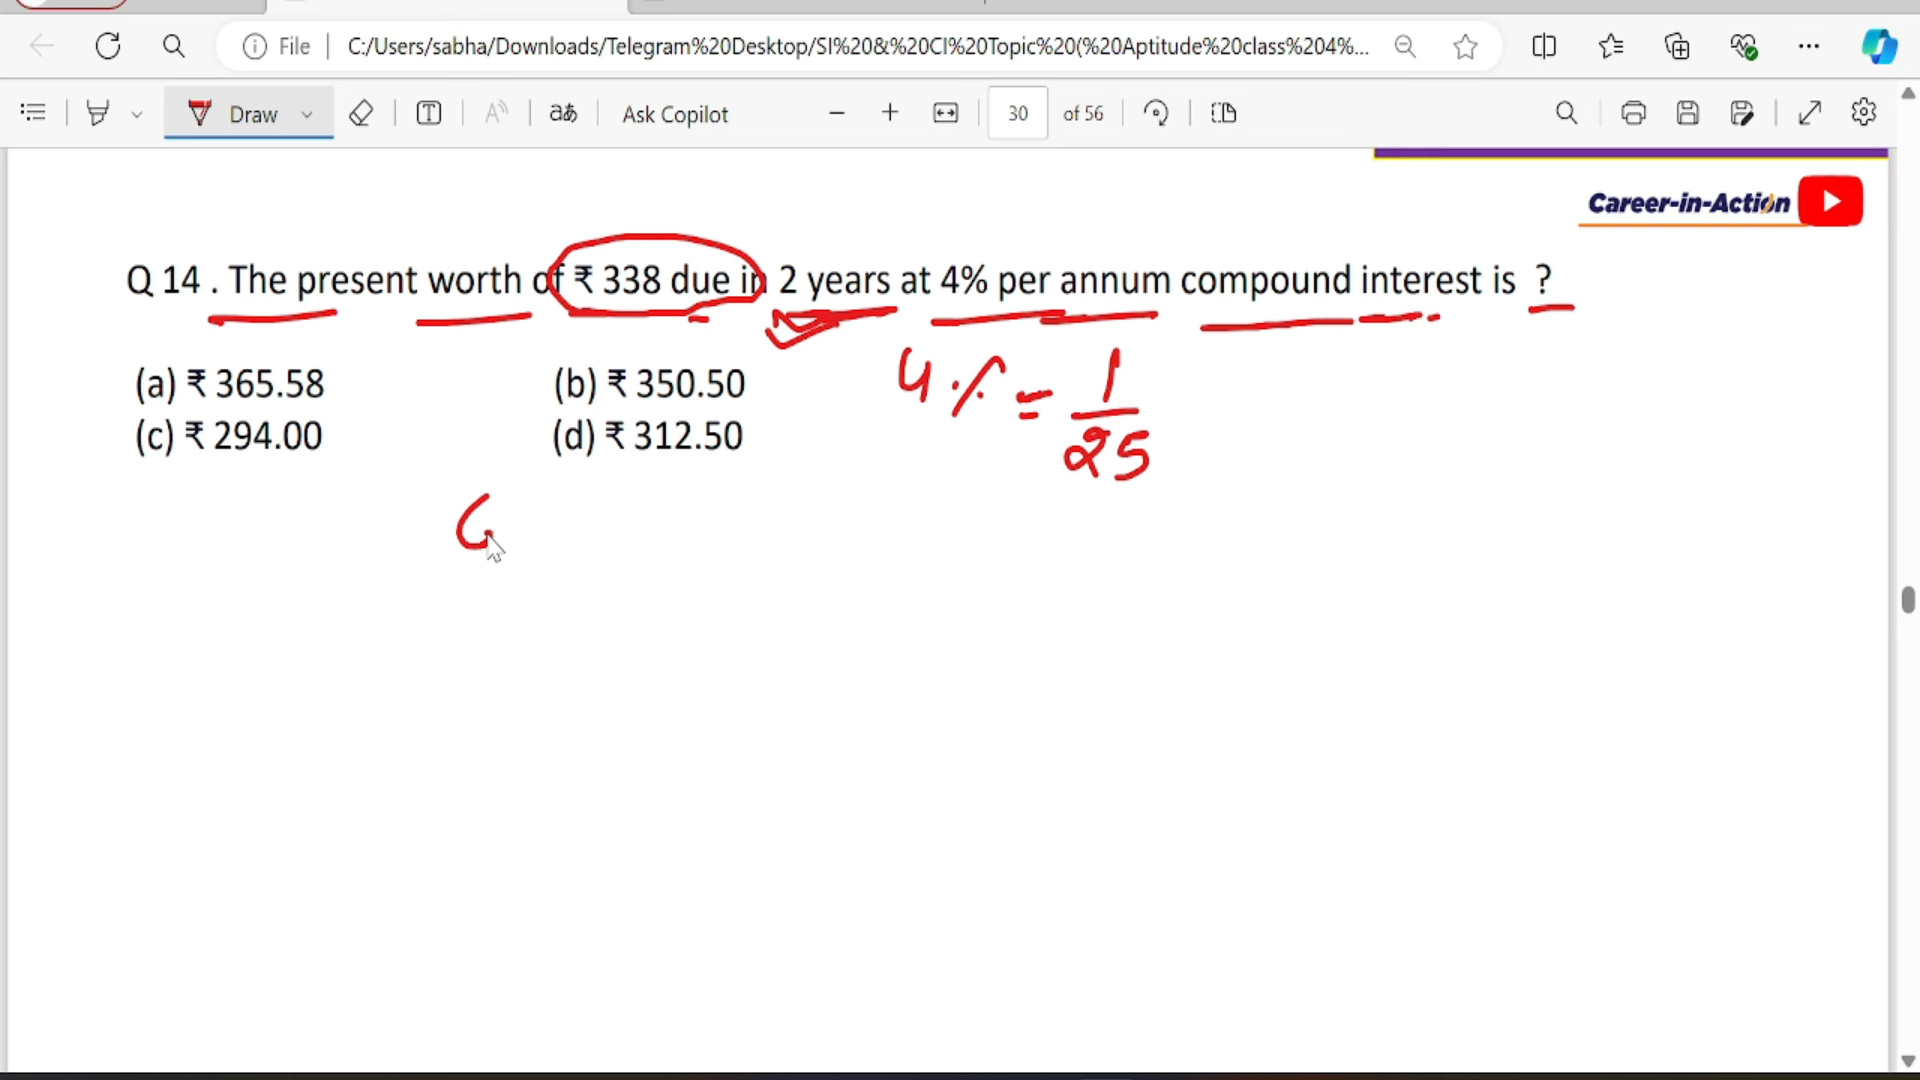 File
C:/Users/sabha/Downloads/Telegram%20Desktop/SI%20&%20CI%20Topic%20(%20Aptitude%20class%204%...
Draw
aあ
Ask Copilot
30 of 56
Career-in-Action
Q 14 . The present worth of ₹ 338 due in 2 years at 4% per annum compound interest is ?
(a) ₹ 365.58 (b) ₹ 350.50
(c) ₹ 294.00 (d) ₹ 312.50
4% = 1/25